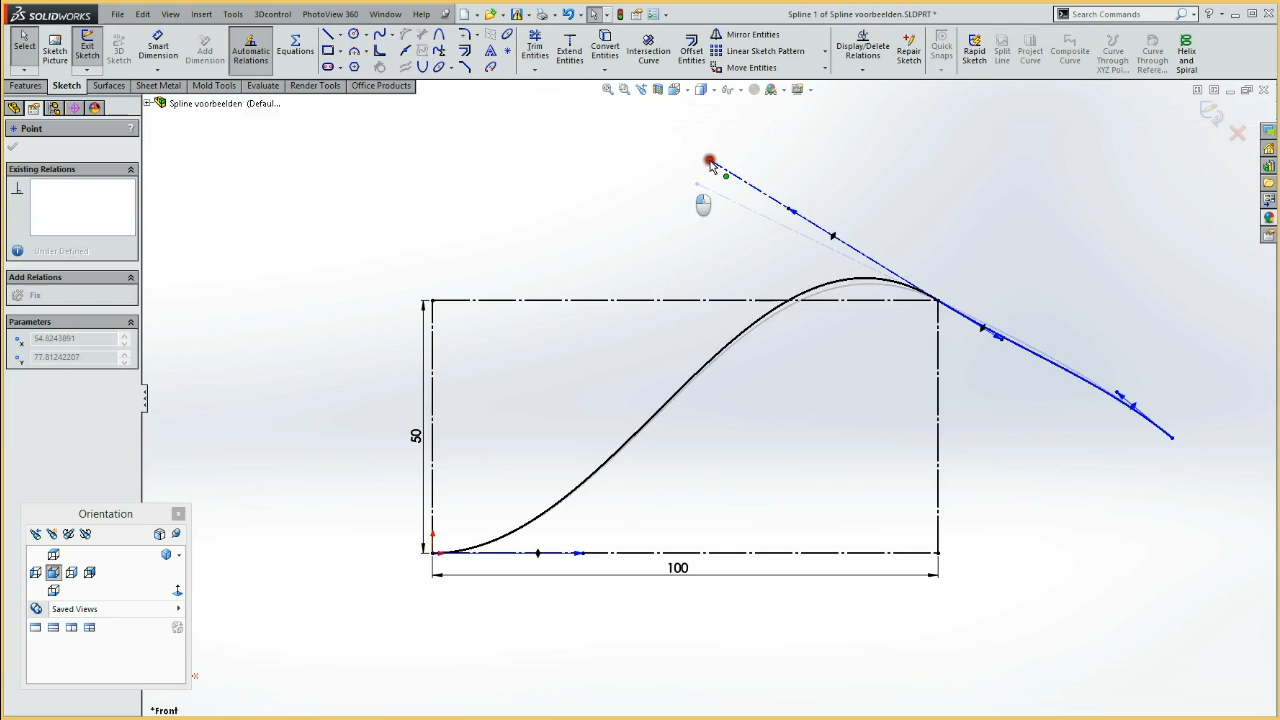 SOLIDWORKS File Edit View Insert Tools 3Dcontrol PhotoView 360 Window Help Spline 1 of Spline voorbeelden.SLDPRT * Search Commands
Select Sketch Picture Exit Sketch 3D Sketch Smart Dimension Add Dimension Automatic Relations Equations Trim Entities Extend Entities Convert Entities Intersection Curve Offset Entities Mirror Entities Linear Sketch Pattern Move Entities Display/Delete Relations Repair Sketch Quick Snaps Rapid Sketch Split Line Project Curve Composite Curve Curve Through XYZ Poi... Curve Through Refere... Helix and Spiral
Features Sketch Surfaces Sheet Metal Mold Tools Evaluate Render Tools Office Products
Spline voorbeelden (Defaul...
Point ?
Existing Relations
Under Defined
Add Relations
Fix
Parameters
54.8243891
77.81242207
50
100
Orientation
Saved Views
*Front